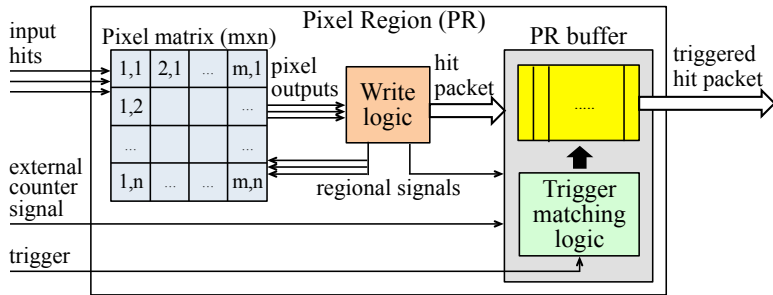 Pixel Region (PR)
input
hits
Pixel matrix (mxn)
1,1 2,1 ... m,1
1,2 ...
... ...
1,n ... ... m,n
pixel
outputs
Write
logic
hit
packet
PR buffer
.....
triggered
hit packet
regional signals
Trigger
matching
logic
external
counter
signal
trigger